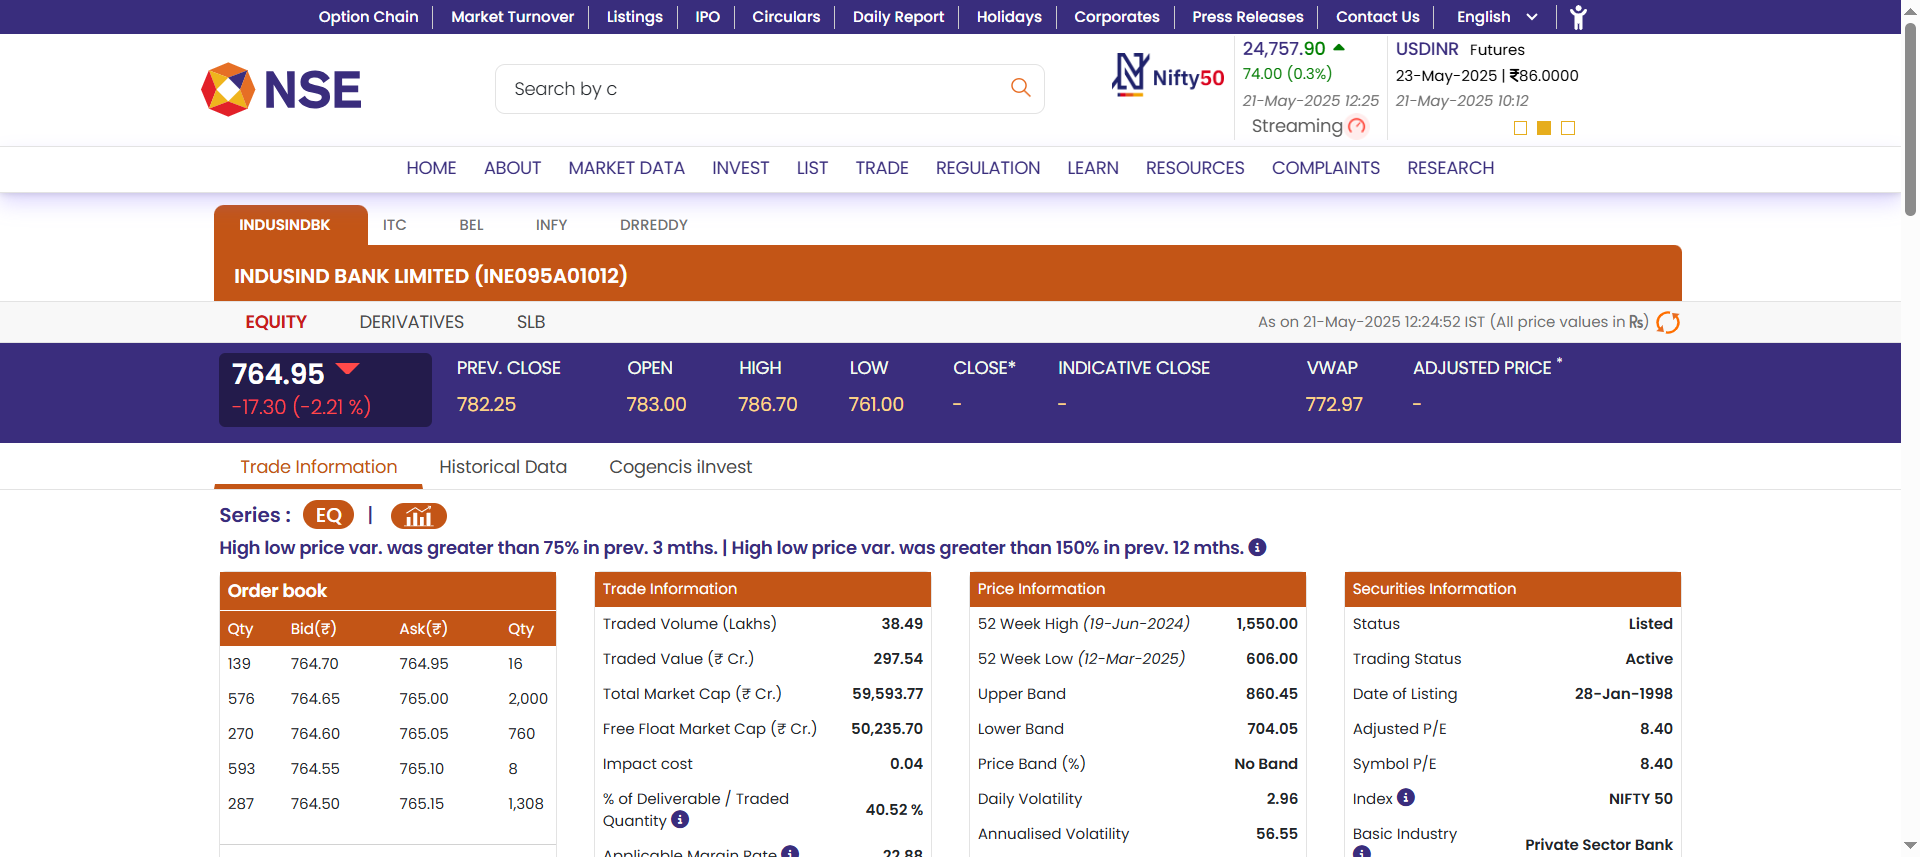 Option Chain Market Turnover Listings IPO Circulars Daily Report Holidays Corporates Press Releases Contact Us English
NSE
Search by c
Nifty50
24,757.90
74.00 (0.3%)
21-May-2025 12:25
Streaming
USDINR Futures
23-May-2025 | ₹86.0000
21-May-2025 10:12
HOME ABOUT MARKET DATA INVEST LIST TRADE REGULATION LEARN RESOURCES COMPLAINTS RESEARCH
INDUSINDBK ITC BEL INFY DRREDDY
INDUSIND BANK LIMITED (INE095A01012)
EQUITY DERIVATIVES SLB As on 21-May-2025 12:24:52 IST (All price values in ₨)
764.95
-17.30 (-2.21 %)
PREV. CLOSE OPEN HIGH LOW CLOSE* INDICATIVE CLOSE VWAP ADJUSTED PRICE *
782.25 783.00 786.70 761.00 - - 772.97 -
Trade Information Historical Data Cogencis iInvest
Series : EQ |
High low price var. was greater than 75% in prev. 3 mths. | High low price var. was greater than 150% in prev. 12 mths.
Order book
Qty Bid(₹) Ask(₹) Qty
139 764.70 764.95 16
576 764.65 765.00 2,000
270 764.60 765.05 760
593 764.55 765.10 8
287 764.50 765.15 1,308
Trade Information
Traded Volume (Lakhs) 38.49
Traded Value (₹ Cr.) 297.54
Total Market Cap (₹ Cr.) 59,593.77
Free Float Market Cap (₹ Cr.) 50,235.70
Impact cost 0.04
% of Deliverable / Traded
Quantity 40.52 %
Applicable Margin Rate 22.88
Price Information
52 Week High (19-Jun-2024) 1,550.00
52 Week Low (12-Mar-2025) 606.00
Upper Band 860.45
Lower Band 704.05
Price Band (%) No Band
Daily Volatility 2.96
Annualised Volatility 56.55
Securities Information
Status Listed
Trading Status Active
Date of Listing 28-Jan-1998
Adjusted P/E 8.40
Symbol P/E 8.40
Index NIFTY 50
Basic Industry Private Sector Bank